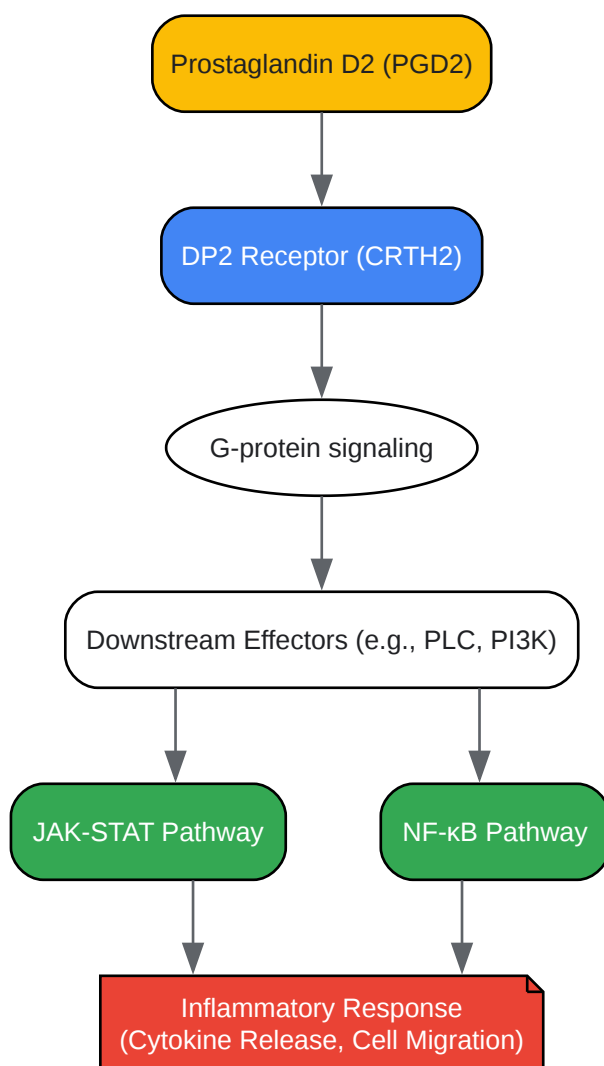 Prostaglandin D2 (PGD2)
DP2 Receptor (CRTH2)
G-protein signaling
Downstream Effectors (e.g., PLC, PI3K)
JAK-STAT Pathway
NF-κB Pathway
Inflammatory Response
(Cytokine Release, Cell Migration)